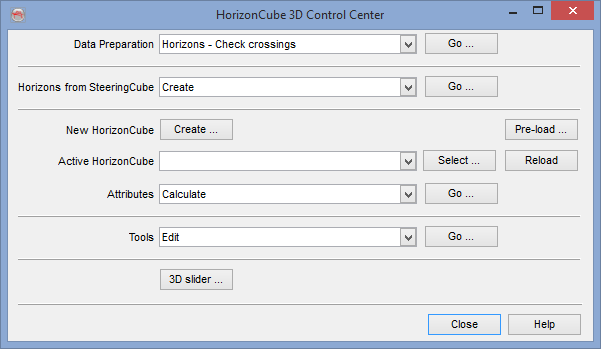 HorizonCube 3D Control Center
Data Preparation Horizons - Check crossings Go ...
Horizons from SteeringCube Create Go ...
New HorizonCube Create ... Pre-load ...
Active HorizonCube Select ... Reload
Attributes Calculate Go ...
Tools Edit Go ...
3D slider ...
Close Help